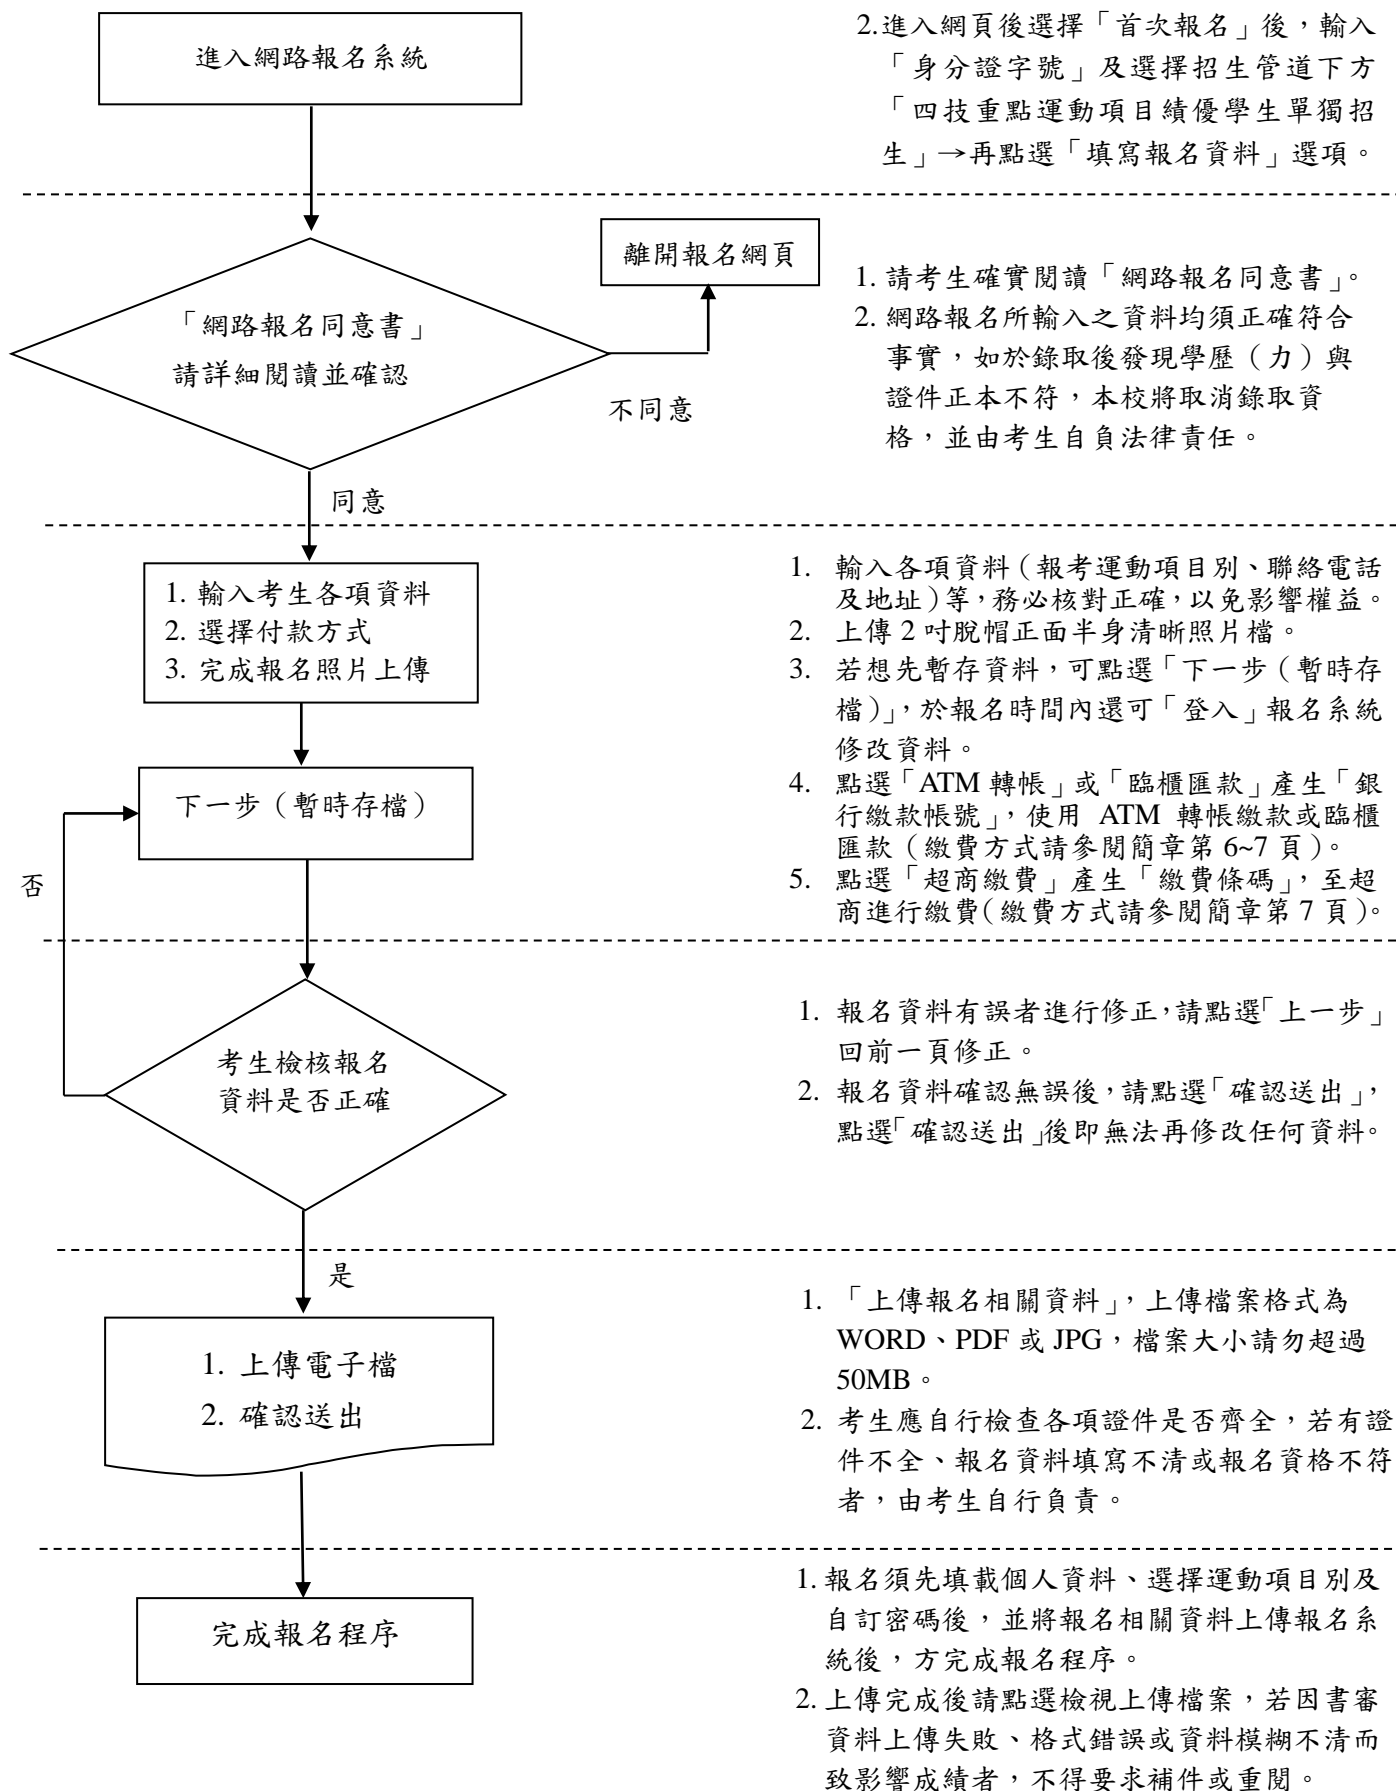 進入網路報名系統
2.進入網頁後選擇「首次報名」後，輸入
「身分證字號」及選擇招生管道下方
「四技重點運動項目績優學生單獨招
生」→再點選「填寫報名資料」選項。
「網路報名同意書」
請詳細閱讀並確認
離開報名網頁
不同意
同意
1. 請考生確實閱讀「網路報名同意書」。
2. 網路報名所輸入之資料均須正確符合
事實，如於錄取後發現學歷（力）與
證件正本不符，本校將取消錄取資
格，並由考生自負法律責任。
1. 輸入考生各項資料
2. 選擇付款方式
3. 完成報名照片上傳
下一步（暫時存檔）
否
1. 輸入各項資料（報考運動項目別、聯絡電話
及地址）等，務必核對正確，以免影響權益。
2. 上傳 2 吋脫帽正面半身清晰照片檔。
3. 若想先暫存資料，可點選「下一步（暫時存
檔）」，於報名時間內還可「登入」報名系統
修改資料。
4. 點選「ATM 轉帳」或「臨櫃匯款」產生「銀
行繳款帳號」，使用 ATM 轉帳繳款或臨櫃
匯款（繳費方式請參閱簡章第 6~7 頁）。
5. 點選「超商繳費」產生「繳費條碼」，至超
商進行繳費（繳費方式請參閱簡章第 7 頁）。
考生檢核報名
資料是否正確
是
1. 報名資料有誤者進行修正，請點選「上一步」
回前一頁修正。
2. 報名資料確認無誤後，請點選「確認送出」，
點選「確認送出」後即無法再修改任何資料。
1. 上傳電子檔
2. 確認送出
1. 「上傳報名相關資料」，上傳檔案格式為
WORD、PDF 或 JPG，檔案大小請勿超過
50MB。
2. 考生應自行檢查各項證件是否齊全，若有證
件不全、報名資料填寫不清或報名資格不符
者，由考生自行負責。
完成報名程序
1. 報名須先填載個人資料、選擇運動項目別及
自訂密碼後，並將報名相關資料上傳報名系
統後，方完成報名程序。
2. 上傳完成後請點選檢視上傳檔案，若因書審
資料上傳失敗、格式錯誤或資料模糊不清而
致影響成績者，不得要求補件或重閱。